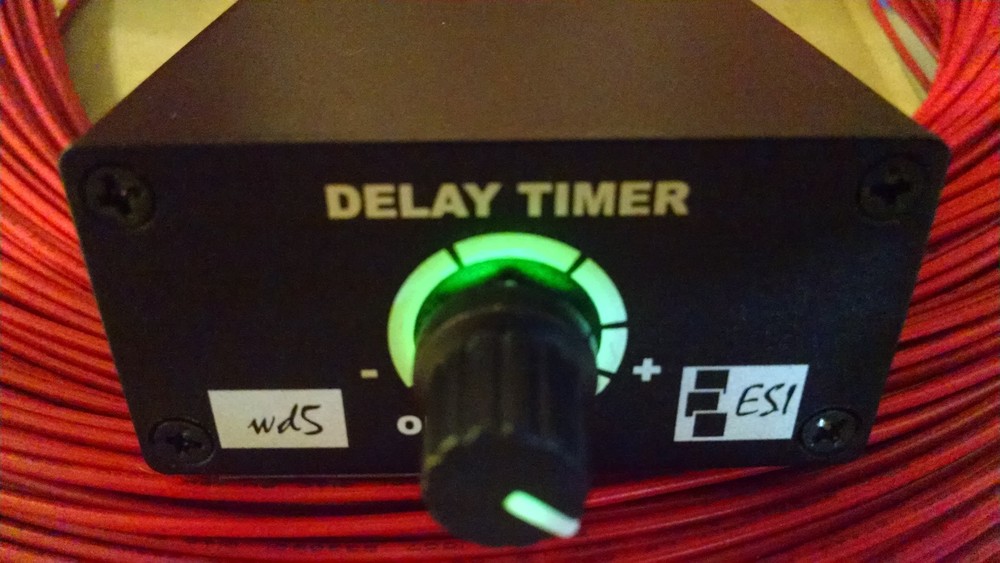 DELAY TIMER
- +
wd5
ESI